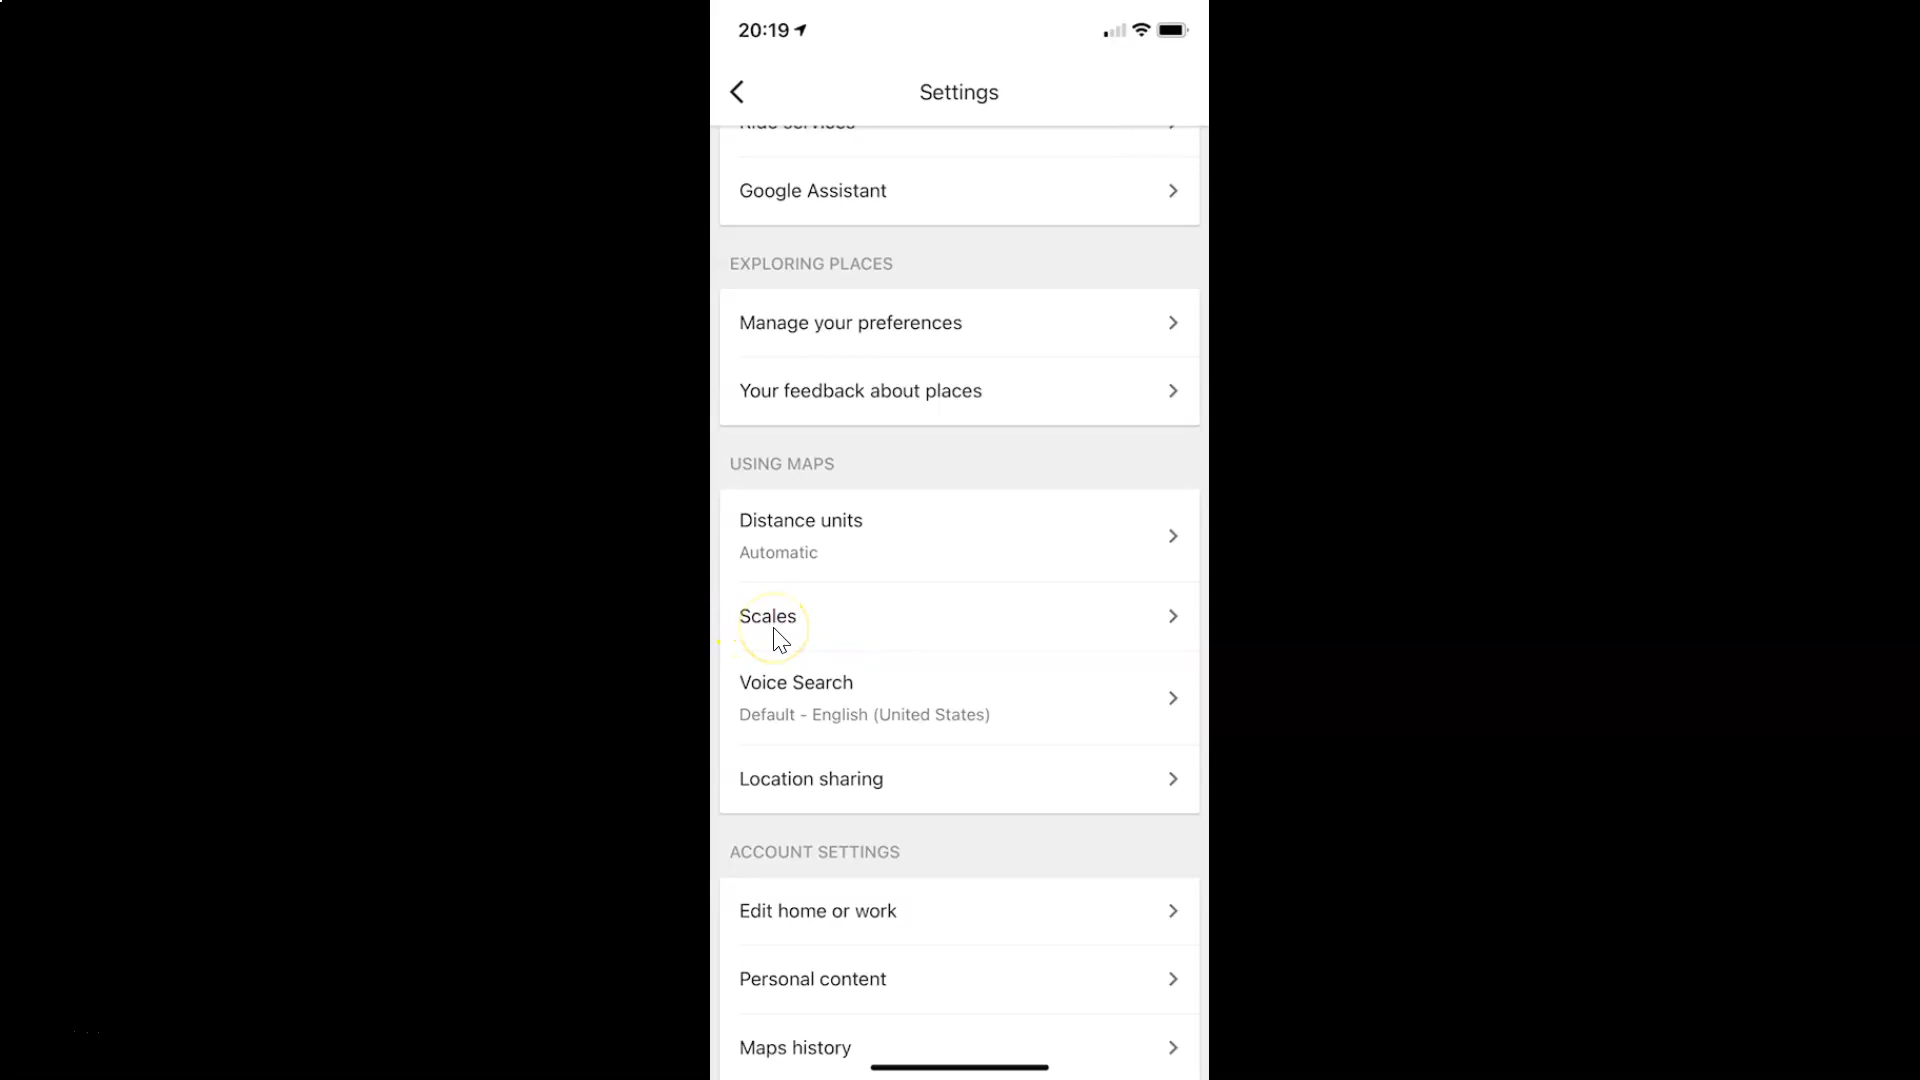 20:19
Settings
Ride services
Google Assistant
EXPLORING PLACES
Manage your preferences
Your feedback about places
USING MAPS
Distance units
Automatic
Scales
Voice Search
Default - English (United States)
Location sharing
ACCOUNT SETTINGS
Edit home or work
Personal content
Maps history